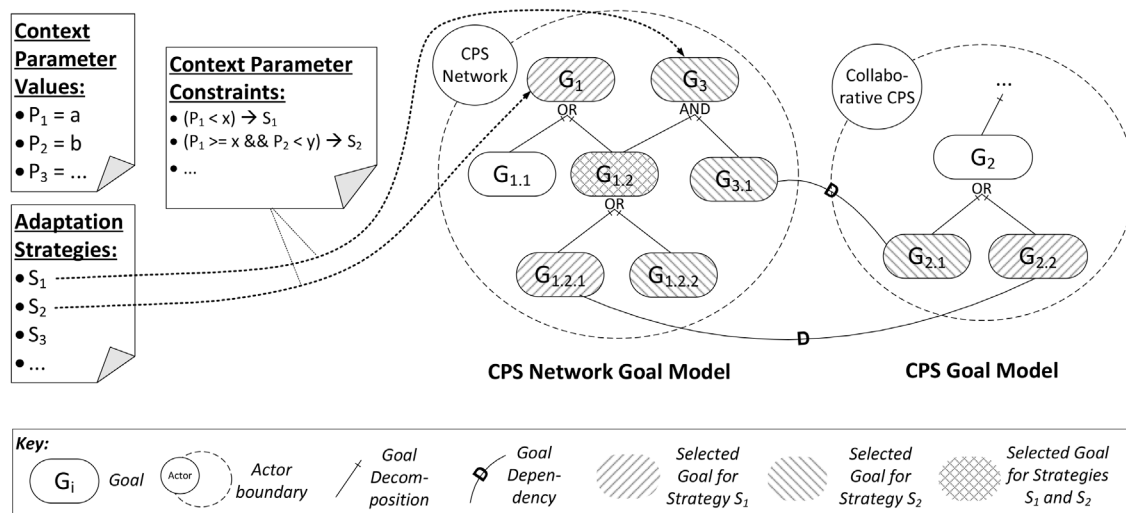 Context
Parameter
Values:
• P1 = a
• P2 = b
• P3 = ...
Context Parameter
Constraints:
• (P1 < x) → S1
• (P1 >= x && P2 < y) → S2
• ...
Adaptation
Strategies:
• S1
• S2
• S3
• ...
CPS
Network
G1
OR
G3
AND
G1.1
G1.2
OR
G3.1
G1.2.1
G1.2.2
D
D
Collabo-
rative CPS
...
G2
OR
G2.1
G2.2
CPS Network Goal Model
CPS Goal Model
Key:
Gi
Goal
Actor
Actor
boundary
Goal
Decom-
position
D
Goal
Depen-
dency
Selected
Goal for
Strategy S1
Selected
Goal for
Strategy S2
Selected Goal
for Strategies
S1 and S2